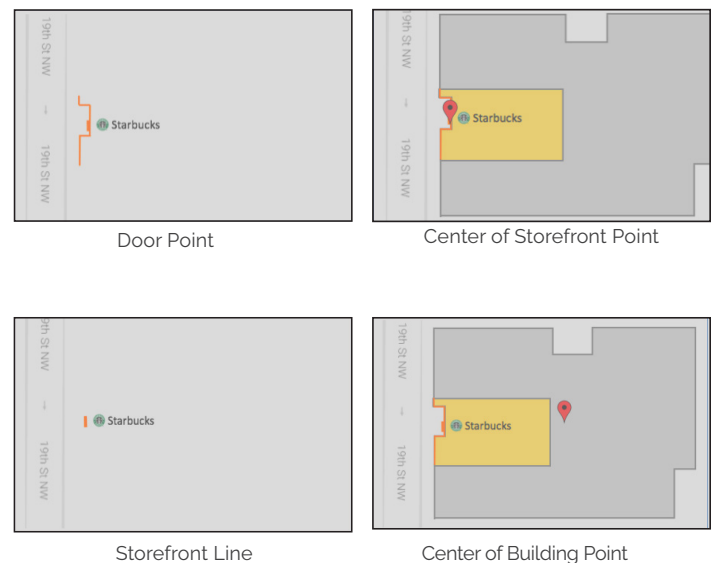 19th St NW
→
19th St NW
Starbucks
Door Point
19th St NW
→
19th St NW
Starbucks
Center of Storefront Point
9th St NW
→
19th St NW
Starbucks
Storefront Line
19th St NW
→
19th St NW
Starbucks
Center of Building Point